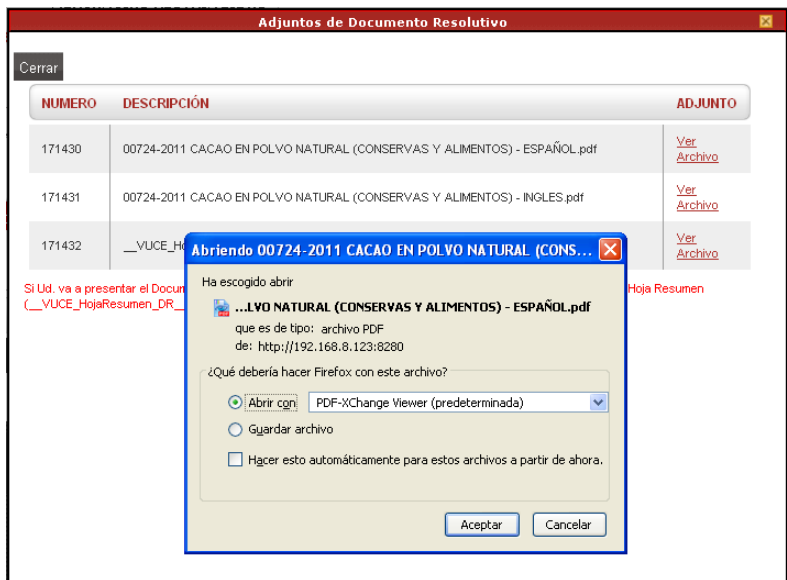 Adjuntos de Documento Resolutivo
Cerrar
NUMERO DESCRIPCIÓN ADJUNTO
171430 00724-2011 CACAO EN POLVO NATURAL (CONSERVAS Y ALIMENTOS) - ESPAÑOL.pdf Ver
Archivo
171431 00724-2011 CACAO EN POLVO NATURAL (CONSERVAS Y ALIMENTOS) - INGLES.pdf Ver
Archivo
171432 __VUCE_ Ver
Archivo
Si Ud. va a presentar el Hoja Resumen
(__VUCE_HojaResumen_DR_
Abriendo 00724-2011 CACAO EN POLVO NATURAL (CONS...
Ha escogido abrir
...LVO NATURAL (CONSERVAS Y ALIMENTOS) - ESPAÑOL.pdf
que es de tipo: archivo PDF
de: http://192.168.8.123:8280
¿Qué debería hacer Firefox con este archivo?
Abrir con PDF-XChange Viewer (predeterminada)
Guardar archivo
Hacer esto automáticamente para estos archivos a partir de ahora.
Aceptar Cancelar